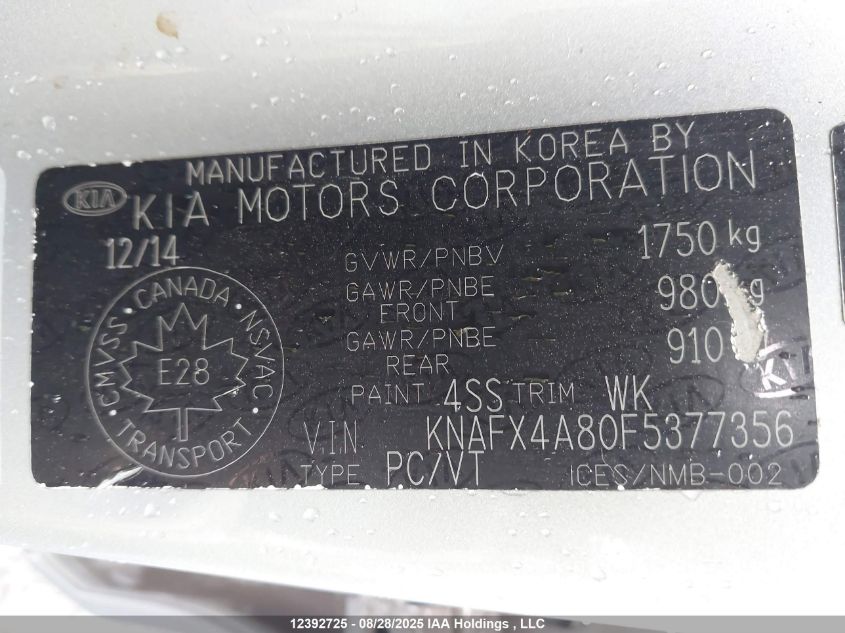 MANUFACTURED IN KOREA BY
KIA KIA MOTORS CORPORATION
12/14
GVWR/PNBV 1750 kg
GAWR/PNBE FRONT 980 kg
GAWR/PNBE REAR 910
CMVSS CANADA NSVAC
E28
TRANSPORT
PAINT 4SS TRIM WK
V.I.N KNAFX4A80F5377356
TYPE PC/VT ICES/NMB-002
12392725 - 08/28/2025 IAA Holdings , LLC